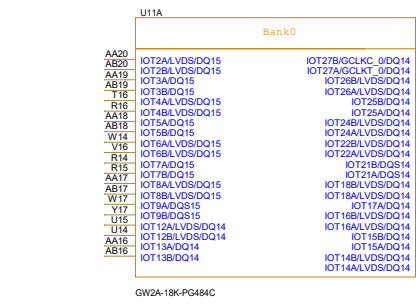 U11A
Bank0
AA20 IOT2A/LVDS/DQ15 IOT27B/GCLKC_0/DQ14
AB20 IOT2B/LVDS/DQ15 IOT27A/GCLKT_0/DQ14
AA19 IOT3A/DQ15 IOT26B/LVDS/DQ14
AB19 IOT3B/DQ15 IOT26A/LVDS/DQ14
T16 IOT4A/LVDS/DQ15 IOT25B/DQ14
R16 IOT4B/LVDS/DQ15 IOT25A/DQ14
AA18 IOT5A/DQ15 IOT24B/LVDS/DQ14
AB18 IOT5B/DQ15 IOT24A/LVDS/DQ14
W14 IOT6A/LVDS/DQ15 IOT22B/LVDS/DQ14
V16 IOT6B/LVDS/DQ15 IOT22A/LVDS/DQ14
R14 IOT7A/DQ15 IOT21B/DQS14
R15 IOT7B/DQ15 IOT21A/DQS14
AA17 IOT8A/LVDS/DQ15 IOT18B/LVDS/DQ14
AB17 IOT8B/LVDS/DQ15 IOT18A/LVDS/DQ14
W17 IOT9A/DQS15 IOT17A/DQ14
Y17 IOT9B/DQS15 IOT16B/LVDS/DQ14
U15 IOT12A/LVDS/DQ14 IOT16A/LVDS/DQ14
U14 IOT12B/LVDS/DQ14 IOT15B/DQ14
AA16 IOT13A/DQ14 IOT15A/DQ14
AB16 IOT13B/DQ14 IOT14B/LVDS/DQ14
IOT14A/LVDS/DQ14
GW2A-18K-PG484C